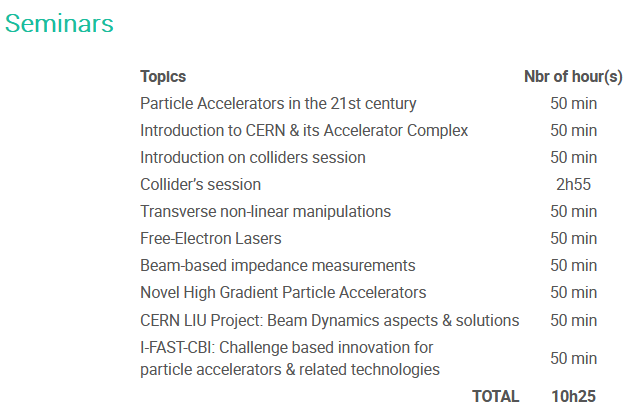 Seminars
Topics Nbr of hour(s)
Particle Accelerators in the 21st century 50 min
Introduction to CERN & its Accelerator Complex 50 min
Introduction on colliders session 50 min
Collider’s session 2h55
Transverse non-linear manipulations 50 min
Free-Electron Lasers 50 min
Beam-based impedance measurements 50 min
Novel High Gradient Particle Accelerators 50 min
CERN LIU Project: Beam Dynamics aspects & solutions 50 min
I-FAST-CBI: Challenge based innovation for
particle accelerators & related technologies 50 min
TOTAL 10h25